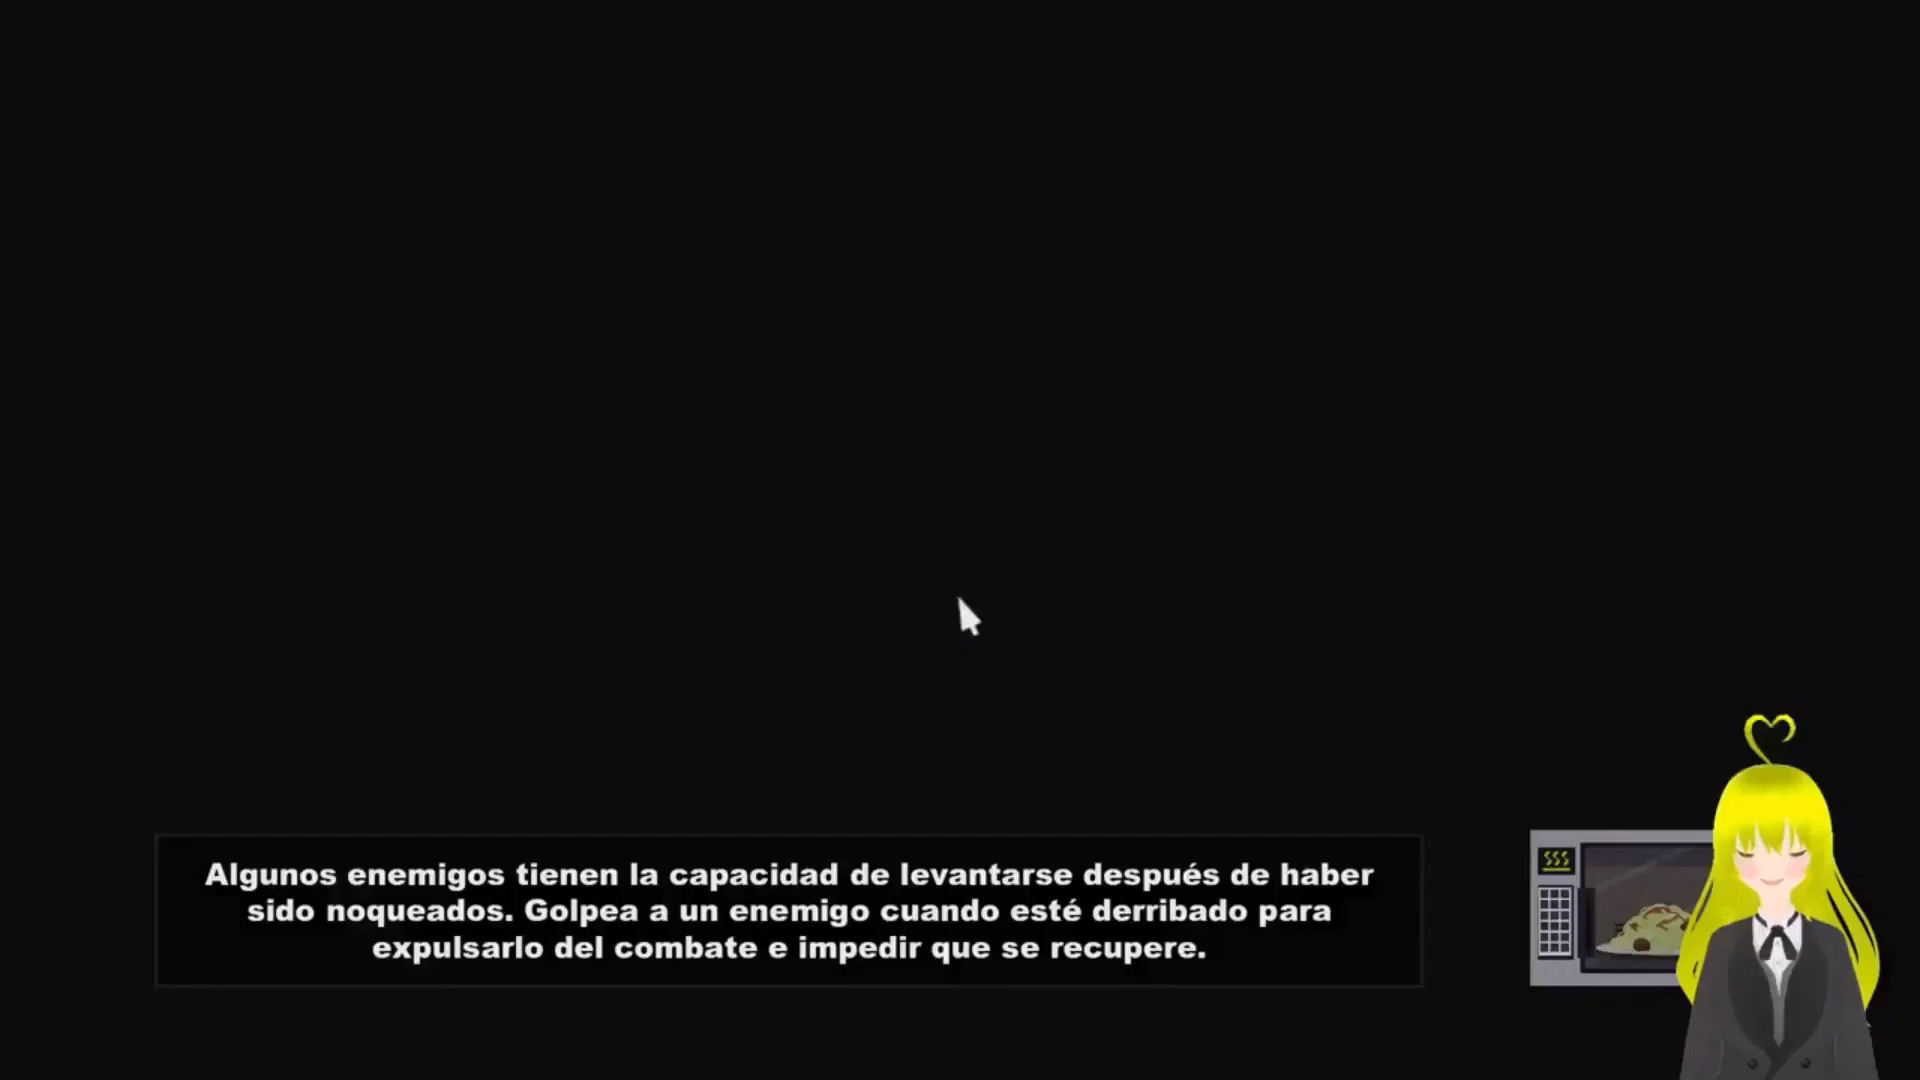 Algunos enemigos tienen la capacidad de levantarse después de haber
sido noqueados. Golpea a un enemigo cuando esté derribado para
expulsarlo del combate e impedir que se recupere.